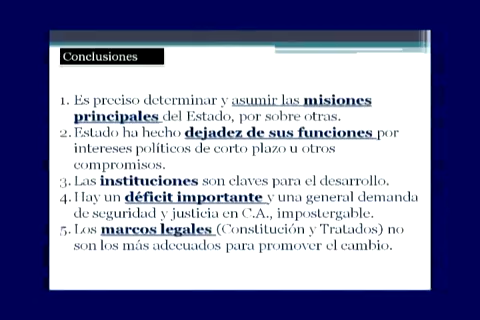 Conclusiones
1. Es preciso determinar y asumir las misiones
principales del Estado, por sobre otras.
2. Estado ha hecho dejadez de sus funciones por
intereses políticos de corto plazo u otros
compromisos.
3. Las instituciones son claves para el desarrollo.
4. Hay un déficit importante y una general demanda
de seguridad y justicia en C.A., impostergable.
5. Los marcos legales (Constitución y Tratados) no
son los más adecuados para promover el cambio.